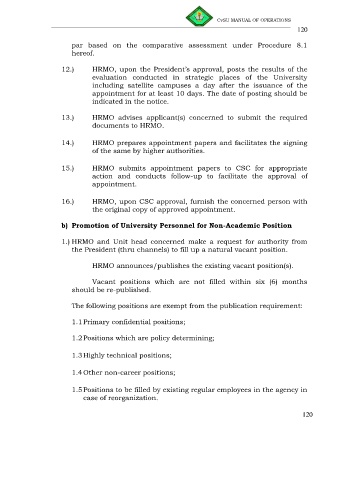 CvSU MANUAL OF OPERATIONS
120
par based on the comparative assessment under Procedure 8.1
hereof.
12.) HRMO, upon the President's approval, posts the results of the
evaluation conducted in strategic places of the University
including satellite campuses a day after the issuance of the
appointment for at least 10 days. The date of posting should be
indicated in the notice.
13.) HRMO advises applicant(s) concerned to submit the required
documents to HRMO.
14.) HRMO prepares appointment papers and facilitates the signing
of the same by higher authorities.
15.) HRMO submits appointment papers to CSC for appropriate
action and conducts follow-up to facilitate the approval of
appointment.
16.) HRMO, upon CSC approval, furnish the concerned person with
the original copy of approved appointment.
b) Promotion of University Personnel for Non-Academic Position
1.) HRMO and Unit head concerned make a request for authority from
the President (thru channels) to fill up a natural vacant position.
HRMO announces/publishes the existing vacant position(s).
Vacant positions which are not filled within six (6) months
should be re-published.
The following positions are exempt from the publication requirement:
1.1 Primary confidential positions;
1.2 Positions which are policy determining;
1.3 Highly technical positions;
1.4 Other non-career positions;
1.5 Positions to be filled by existing regular employees in the agency in
case of reorganization.
120